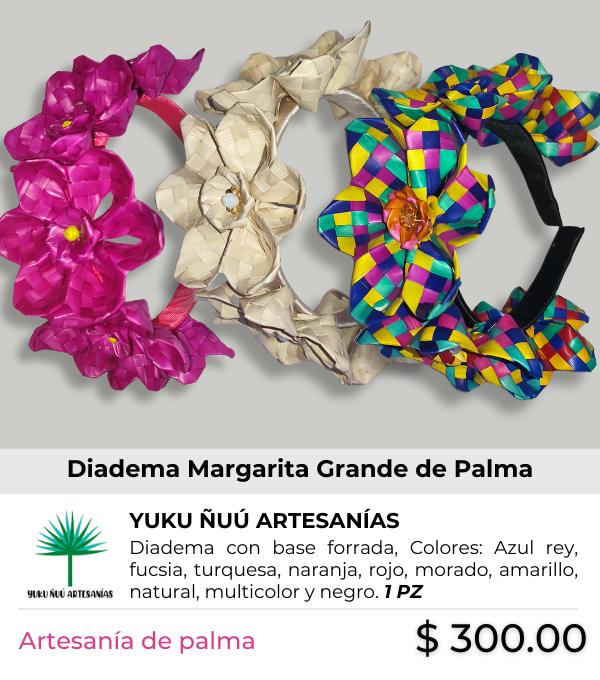 Diadema Margarita Grande de Palma
YUKU ÑUÚ ARTESANÍAS
Diadema con base forrada, Colores: Azul rey,
fucsia, turquesa, naranja, rojo, morado, amarillo,
natural, multicolor y negro. 1 PZ
YUKU ÑUÚ ARTESANÍAS
Artesanía de palma
$ 300.00